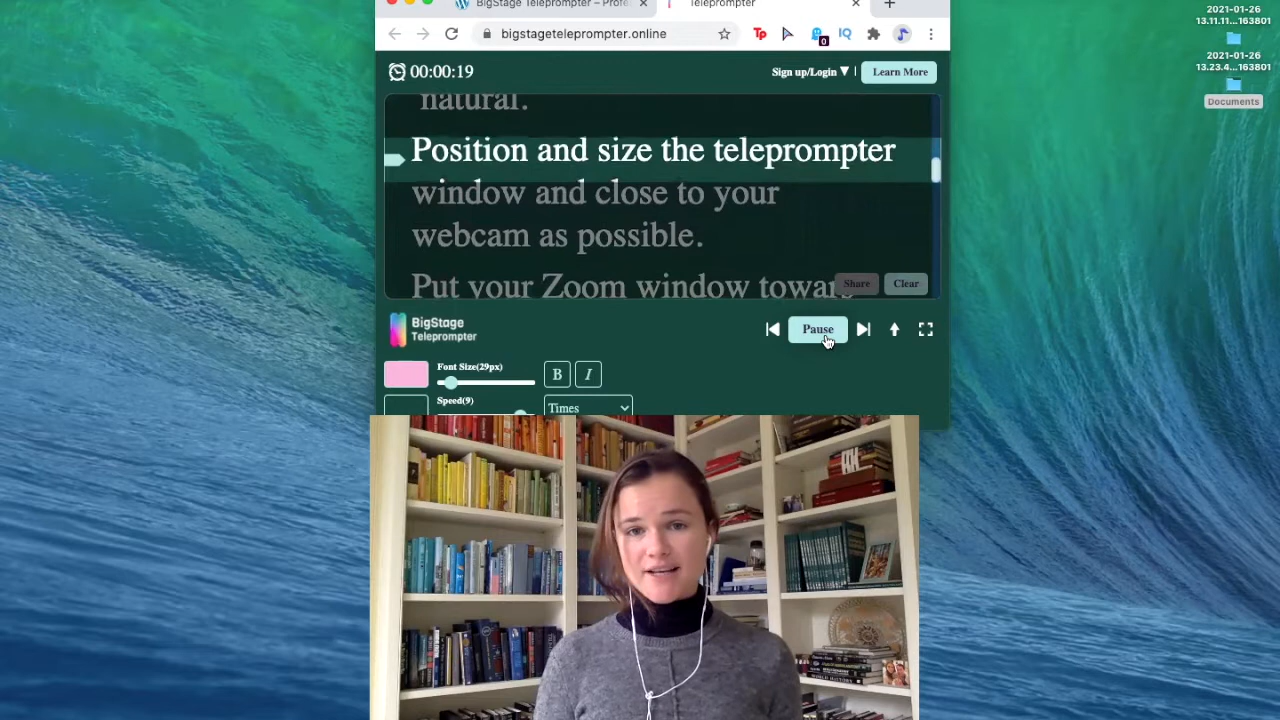 BigStage Teleprompter – Profe
Teleprompter
2021-01-26
13.11.11...163801
bigstageteleprompter.online
Tp
0
IQ
2021-01-26
13.23.4...163801
00:00:19
Sign up/Login ▼ |
Learn More
Documents
natural.
Position and size the teleprompter
window and close to your
webcam as possible.
Put your Zoom window towar
Share
Clear
BigStage
Teleprompter
Pause
Font Size(29px)
B
I
Speed(9)
Times